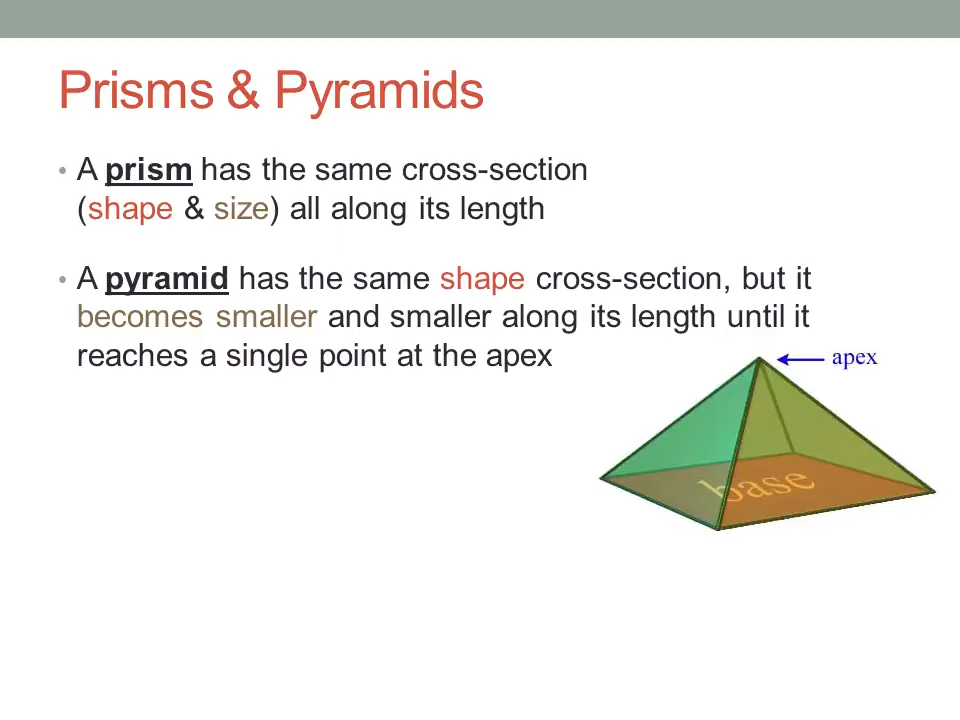 Prisms & Pyramids
• A prism has the same cross-section
(shape & size) all along its length
• A pyramid has the same shape cross-section, but it
becomes smaller and smaller along its length until it
reaches a single point at the apex
apex
base